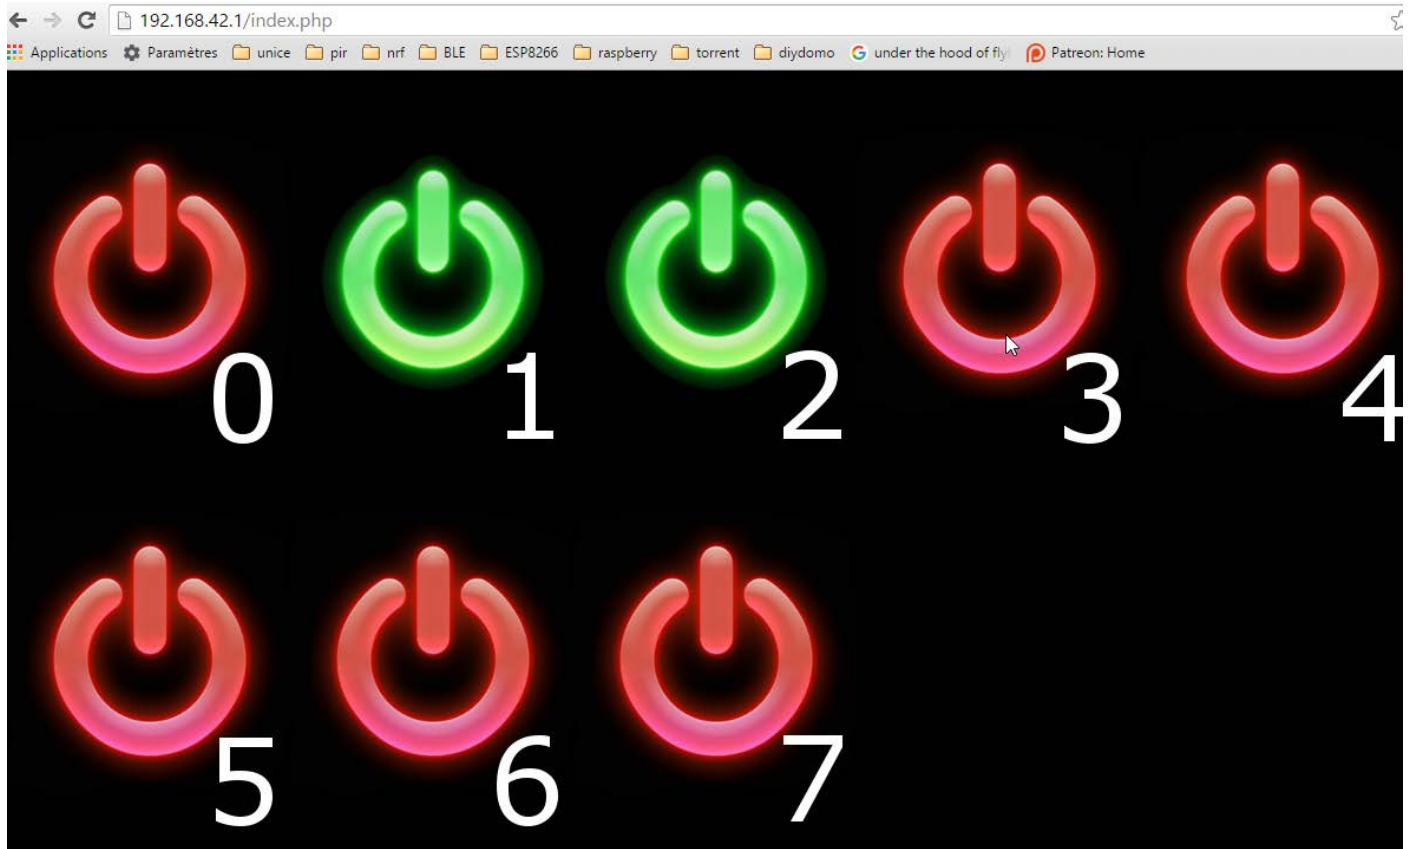 192.168.42.1/index.php
Applications Paramètres unice pir nrf BLE ESP8266 raspberry torrent diydomo under the hood of fly Patreon: Home
0 1 2 3 4
5 6 7